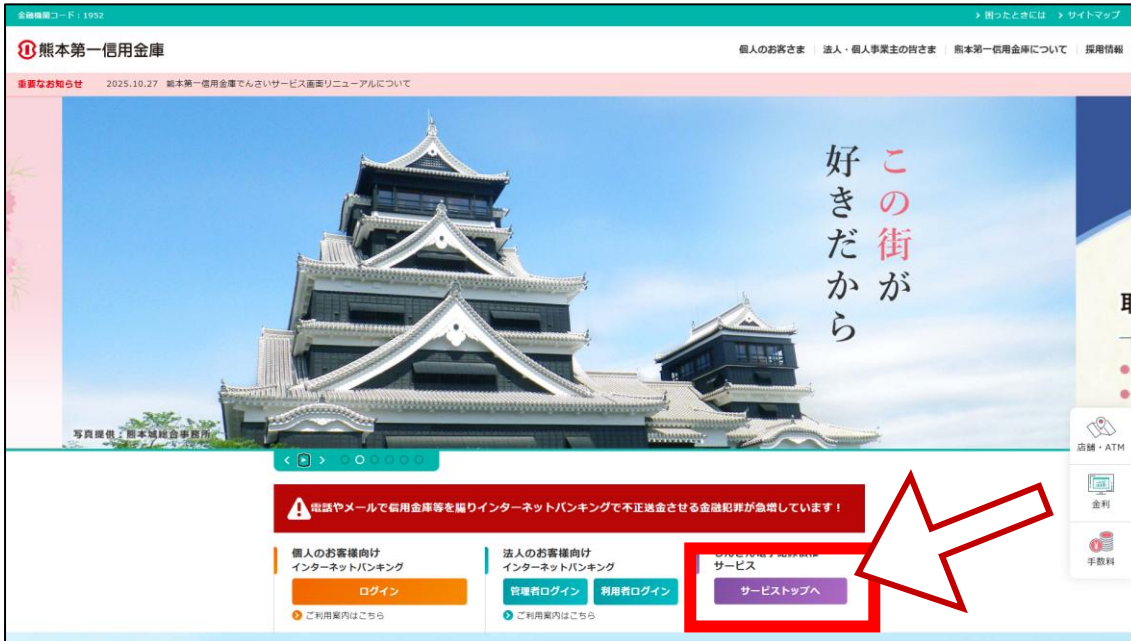 金融機関コード：1952
> 困ったときには > サイトマップ
熊本第一信用金庫
個人のお客さま 法人・個人事業主の皆さま 熊本第一信用金庫について 採用情報
重要なお知らせ 2025.10.27 熊本第一信用金庫でんさいサービス画面リニューアルについて
この街が
好きだから
写真提供：熊本城総合事務所
店舗・ATM
金利
手数料
電話やメールで信用金庫等を騙りインターネットバンキングで不正送金させる金融犯罪が急増しています！
個人のお客様向け
インターネットバンキング
ログイン
ご利用案内はこちら
法人のお客様向け
インターネットバンキング
管理者ログイン 利用者ログイン
ご利用案内はこちら
サービス
サービストップへ